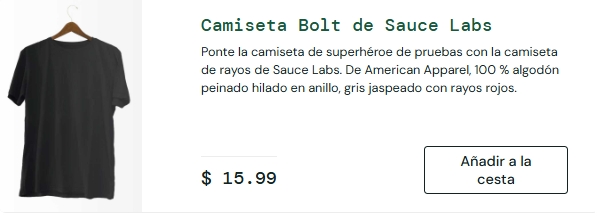 Camiseta Bolt de Sauce Labs
Ponte la camiseta de superhéroe de pruebas con la camiseta
de rayos de Sauce Labs. De American Apparel, 100 % algodón
peinado hilado en anillo, gris jaspeado con rayos rojos.
$ 15.99
Añadir a la
cesta